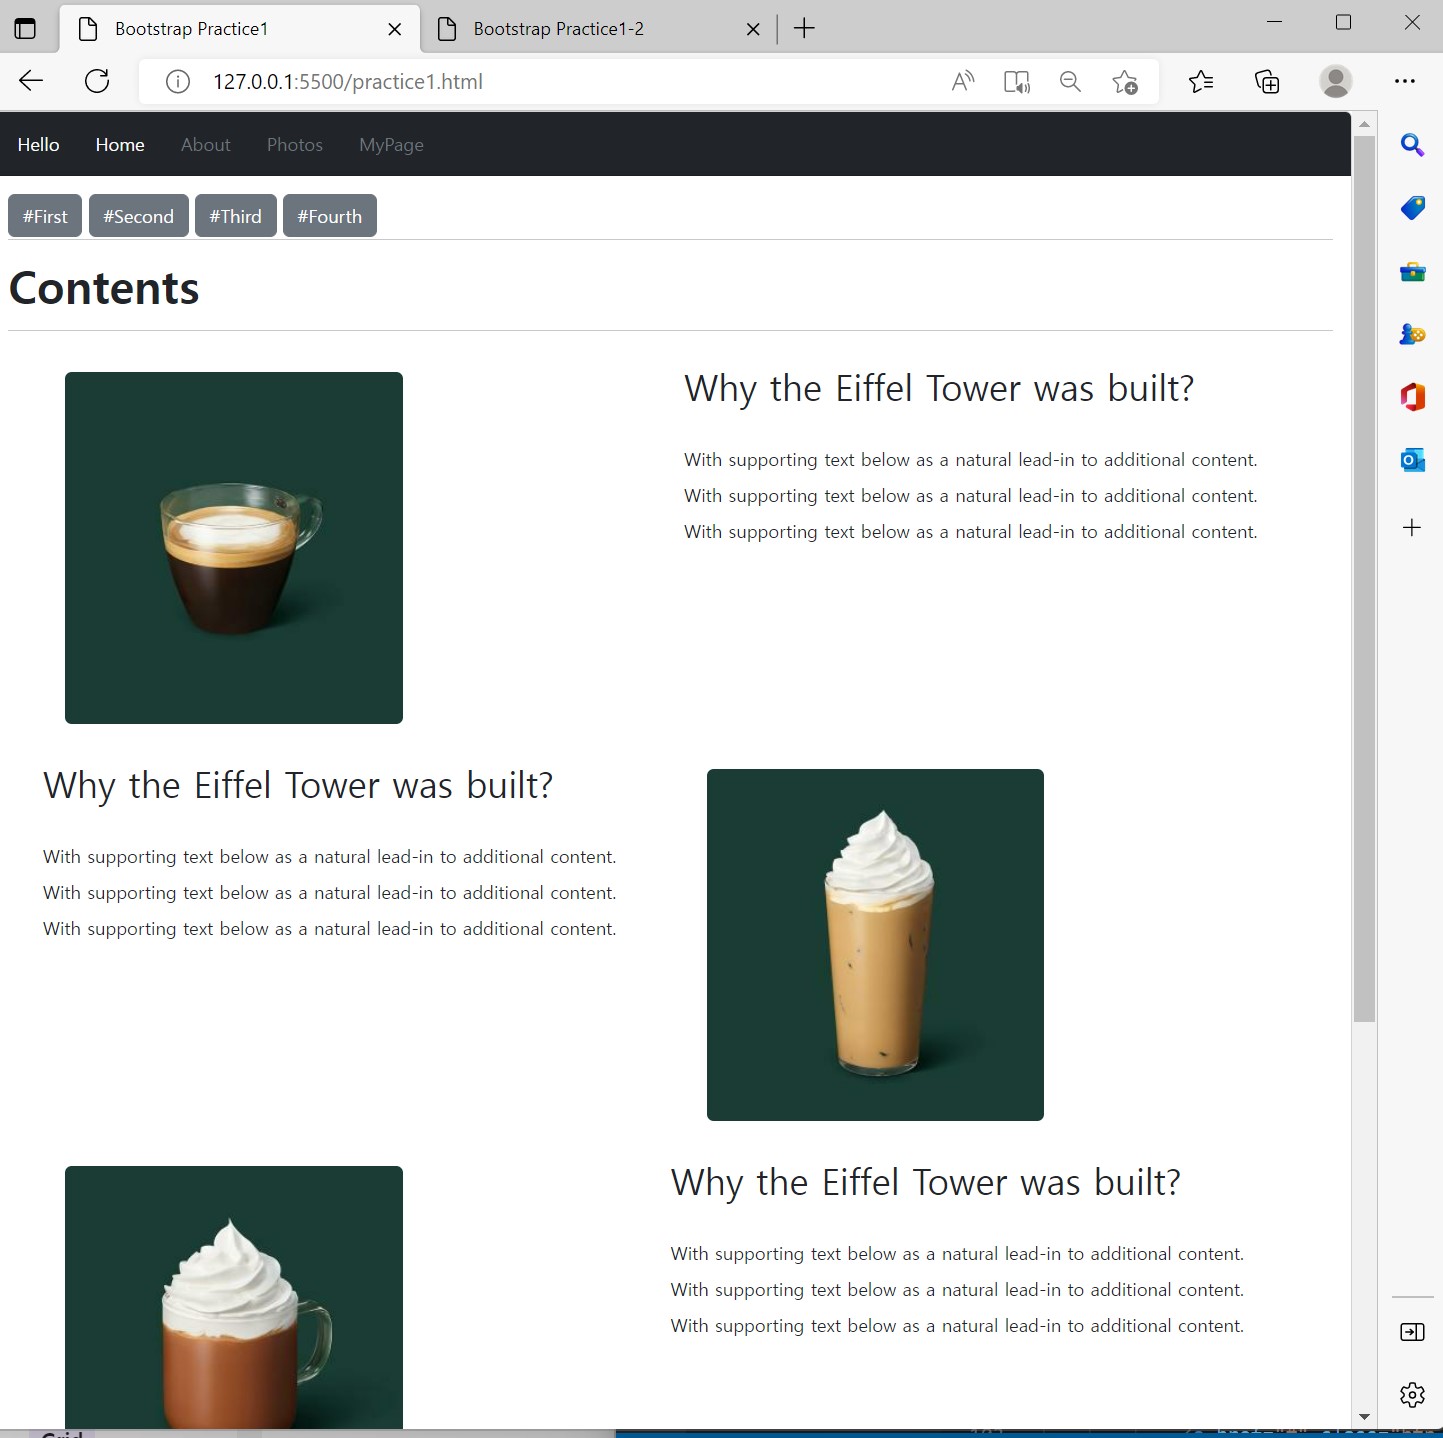 Bootstrap Practice1
Bootstrap Practice1-2
127.0.0.1:5500/practice1.html
Hello Home About Photos MyPage
#First #Second #Third #Fourth
Contents
Why the Eiffel Tower was built?
With supporting text below as a natural lead-in to additional content.
With supporting text below as a natural lead-in to additional content.
With supporting text below as a natural lead-in to additional content.
Why the Eiffel Tower was built?
With supporting text below as a natural lead-in to additional content.
With supporting text below as a natural lead-in to additional content.
With supporting text below as a natural lead-in to additional content.
Why the Eiffel Tower was built?
With supporting text below as a natural lead-in to additional content.
With supporting text below as a natural lead-in to additional content.
With supporting text below as a natural lead-in to additional content.